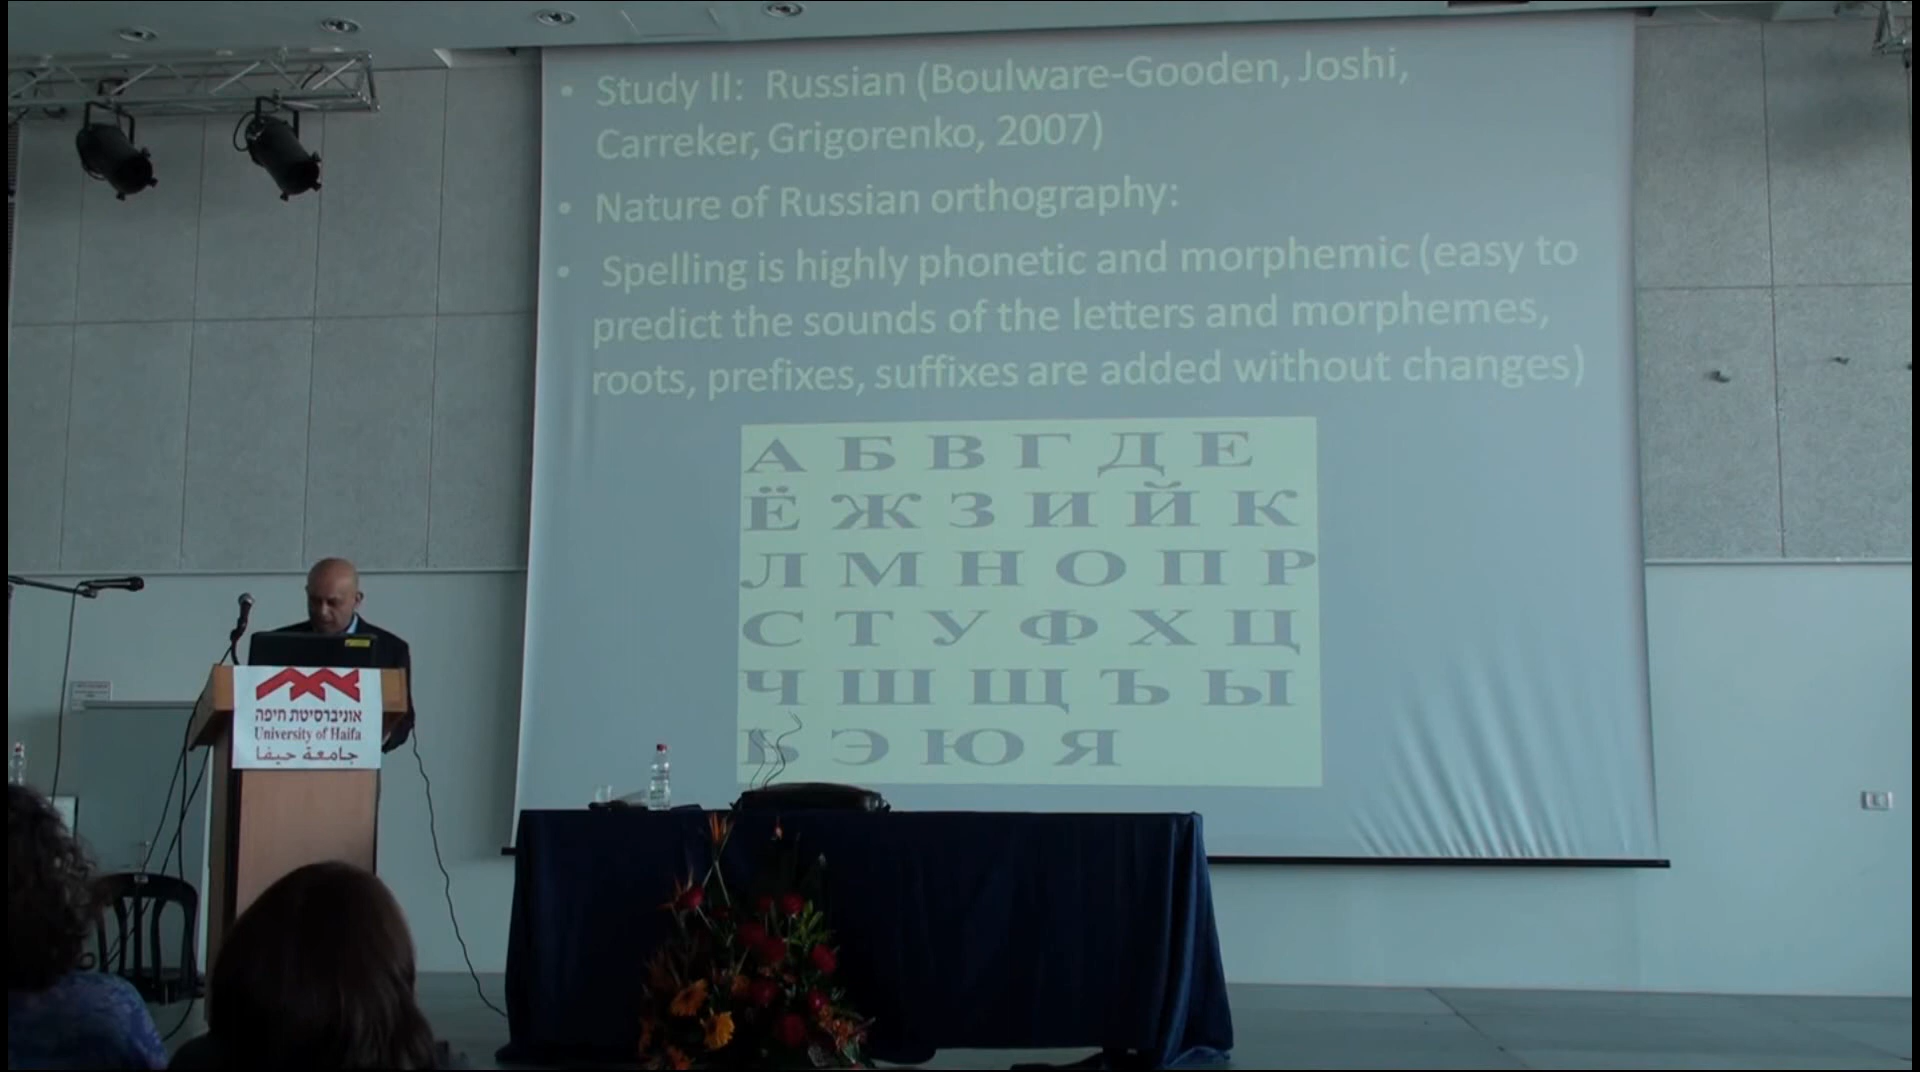 • Study II: Russian (Boulware-Gooden, Joshi,
Carreker, Grigorenko, 2007)
• Nature of Russian orthography:
• Spelling is highly phonetic and morphemic (easy to
predict the sounds of the letters and morphemes,
roots, prefixes, suffixes are added without changes)
А Б В Г Д Е
Ё Ж З И Й К
Л М Н О П Р
С Т У Ф Х Ц
Ч Ш Щ Ъ Ы
Ь Э Ю Я
אוניברסיטת חיפה
University of Haifa
جامعة حيفا